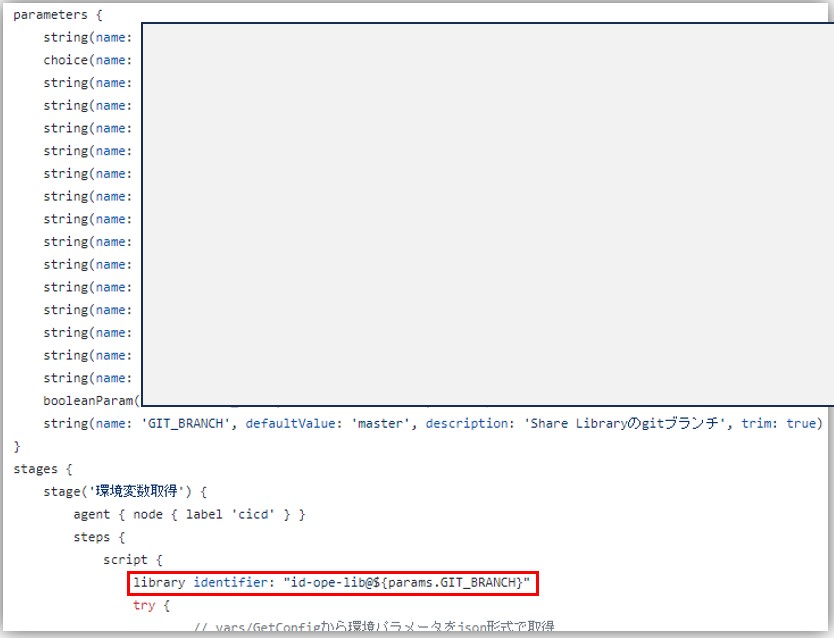 parameters {
string(name:
choice(name:
string(name:
string(name:
string(name:
string(name:
string(name:
string(name:
string(name:
string(name:
string(name:
string(name:
string(name:
string(name:
string(name:
string(name:
booleanParam(
string(name: 'GIT_BRANCH', defaultValue: 'master', description: 'Share Libraryのgitブランチ', trim: true)
}
stages {
stage('環境変数取得') {
agent { node { label 'cicd' } }
steps {
script {
library identifier: "id-ope-lib@${params.GIT_BRANCH}"
try {
// vars/GetConfigから環境パラメータをjson形式で取得